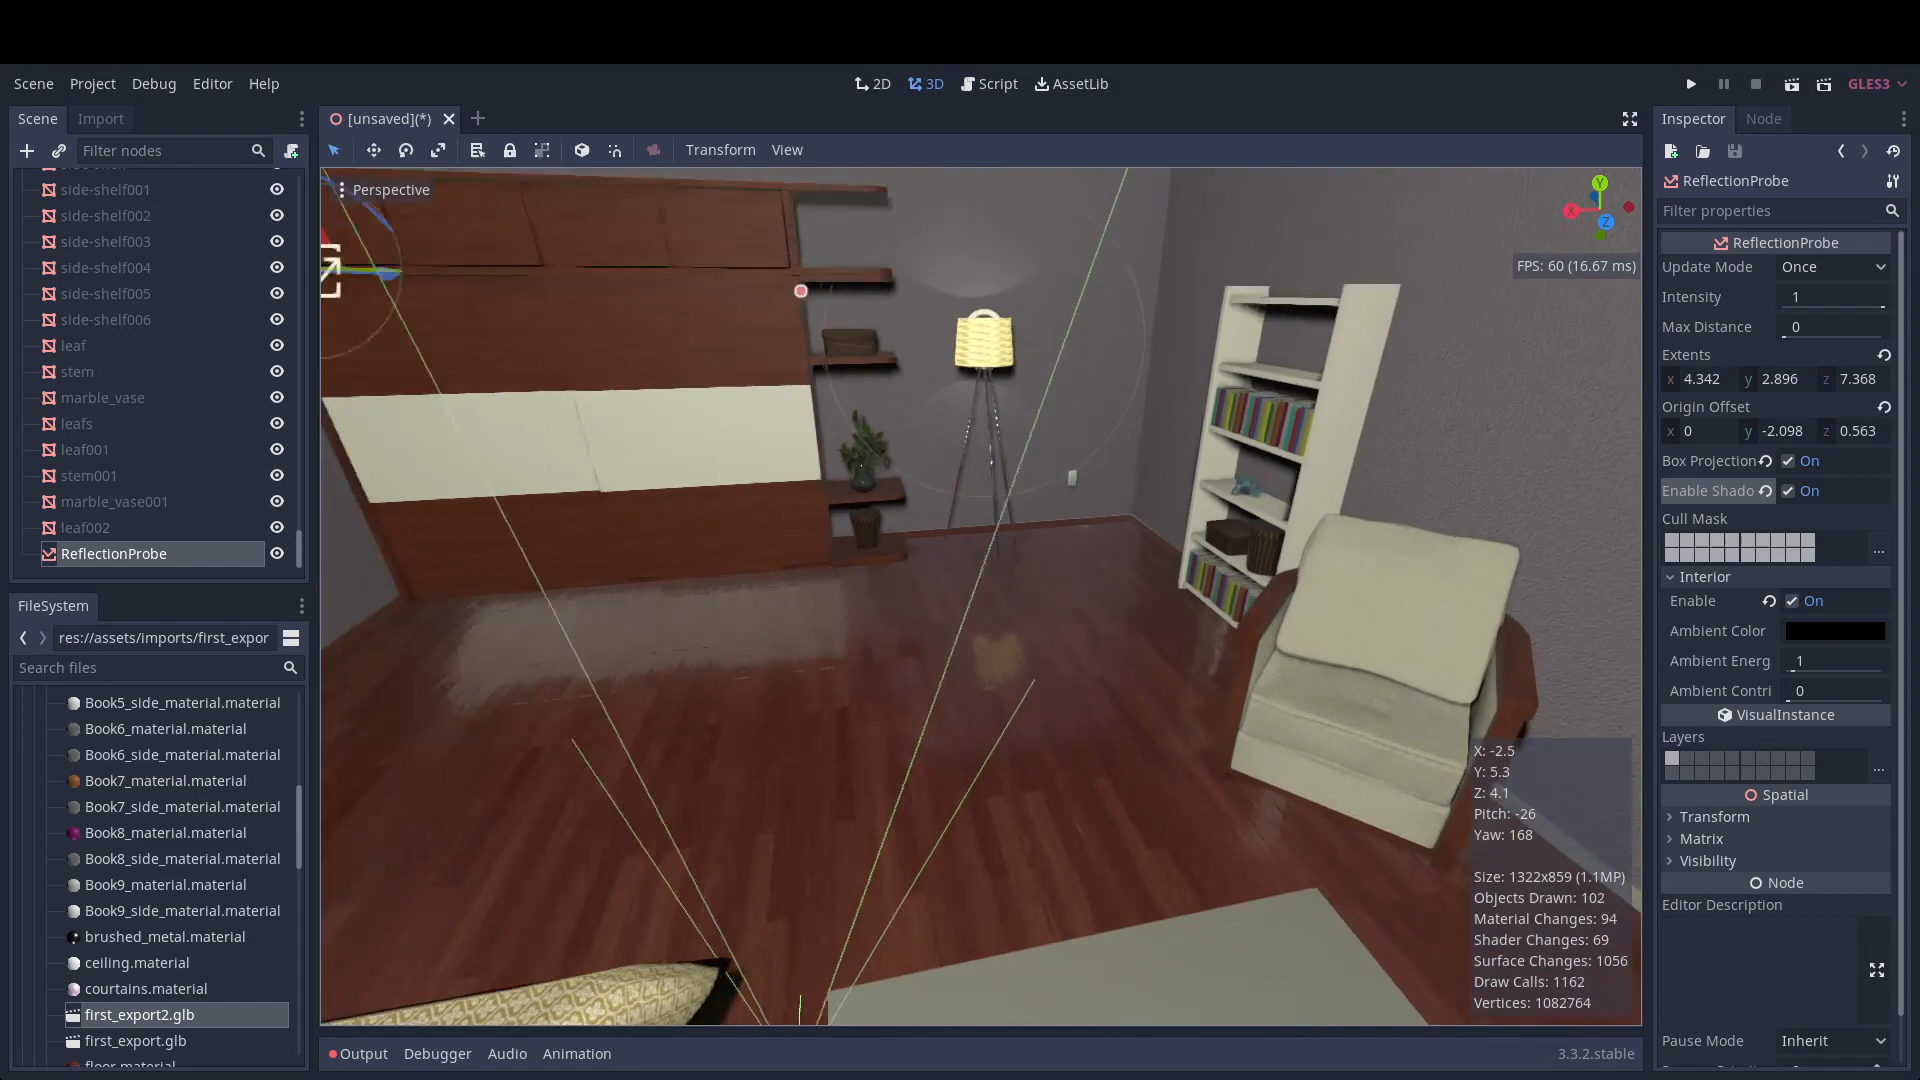 Scene Project Debug Editor Help 2D 3D Script AssetLib GLES3
Scene Import
Filter nodes
side-shelf001
side-shelf002
side-shelf003
side-shelf004
side-shelf005
side-shelf006
leaf
stem
marble_vase
leafs
leaf001
stem001
marble_vase001
leaf002
ReflectionProbe
FileSystem
res://assets/imports/first_expor
Search files
Book5_side_material.material
Book6_material.material
Book6_side_material.material
Book7_material.material
Book7_side_material.material
Book8_material.material
Book8_side_material.material
Book9_material.material
Book9_side_material.material
brushed_metal.material
ceiling.material
courtains.material
first_export2.glb
first_export.glb
floor.material
[unsaved](*)
Transform View
Perspective
Y
X
Z
FPS: 60 (16.67 ms)
X: -2.5
Y: 5.3
Z: 4.1
Pitch: -26
Yaw: 168
Size: 1322x859 (1.1MP)
Objects Drawn: 102
Material Changes: 94
Shader Changes: 69
Surface Changes: 1056
Draw Calls: 1162
Vertices: 1082764
Output Debugger Audio Animation 3.3.2.stable
Inspector Node
ReflectionProbe
Filter properties
ReflectionProbe
Update Mode Once
Intensity 1
Max Distance 0
Extents
x 4.342 y 2.896 z 7.368
Origin Offset
x 0 y -2.098 z 0.563
Box Projection On
Enable Shado On
Cull Mask
...
Interior
Enable On
Ambient Color
Ambient Energ 1
Ambient Contri 0
VisualInstance
Layers
...
Spatial
Transform
Matrix
Visibility
Node
Editor Description
Pause Mode Inherit